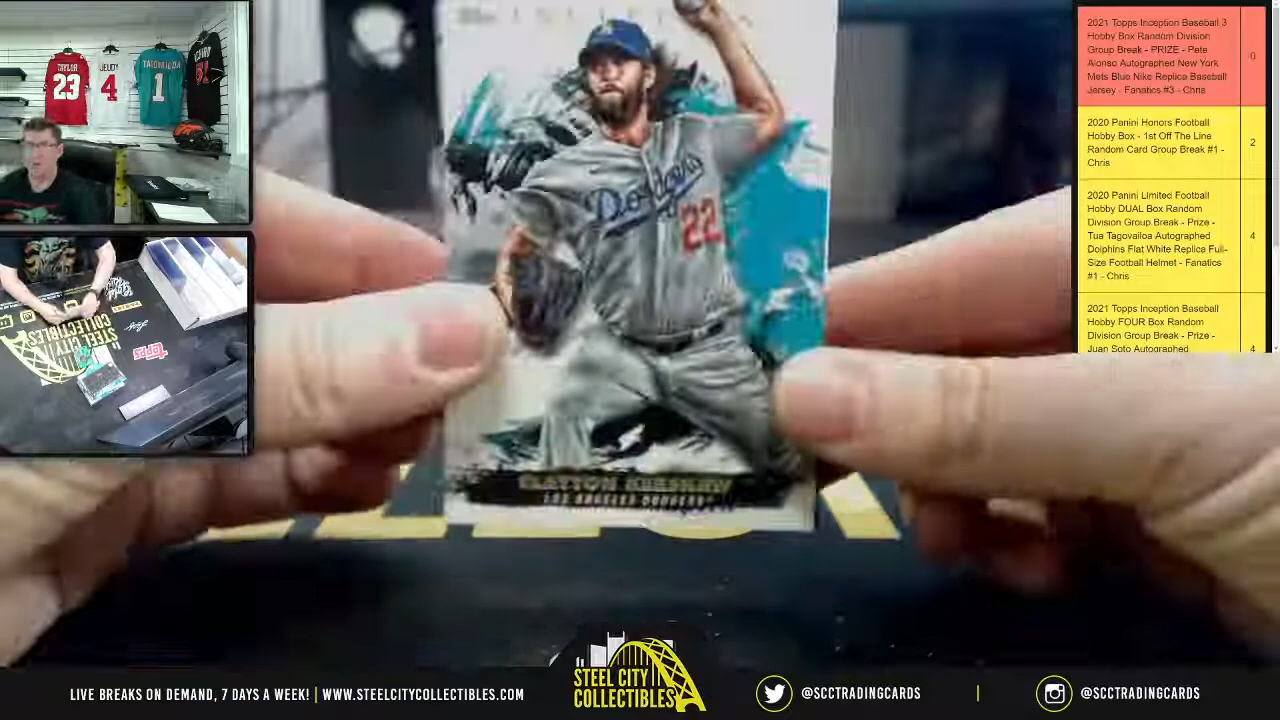 TAYLOR
23
JEUDY
4
TAGOVAILOA
1
51
STEEL CITY
COLLECTIBLES
Topps
Dodgers
22
CLAYTON KERSHAW
LOS ANGELES DODGERS
2021 Topps Inception Baseball 3
Hobby Box Random Division
Group Break - PRIZE - Pete
Alonso Autographed New York
Mets Blue Nike Replica Baseball
Jersey - Fanatics #3 - Chris
0
2020 Panini Honors Football
Hobby Box - 1st Off The Line
Random Card Group Break #1 -
Chris
2
2020 Panini Limited Football
Hobby DUAL Box Random
Division Group Break - Prize -
Tua Tagovailoa Autographed
Dolphins Flat White Replica Full-
Size Football Helmet - Fanatics
#1 - Chris
4
2021 Topps Inception Baseball
Hobby FOUR Box Random
Division Group Break - Prize -
Juan Soto Autographed
4
LIVE BREAKS ON DEMAND, 7 DAYS A WEEK! | WWW.STEELCITYCOLLECTIBLES.COM
STEEL CITY
COLLECTIBLES
@SCCTRADINGCARDS
|
@SCCTRADINGCARDS